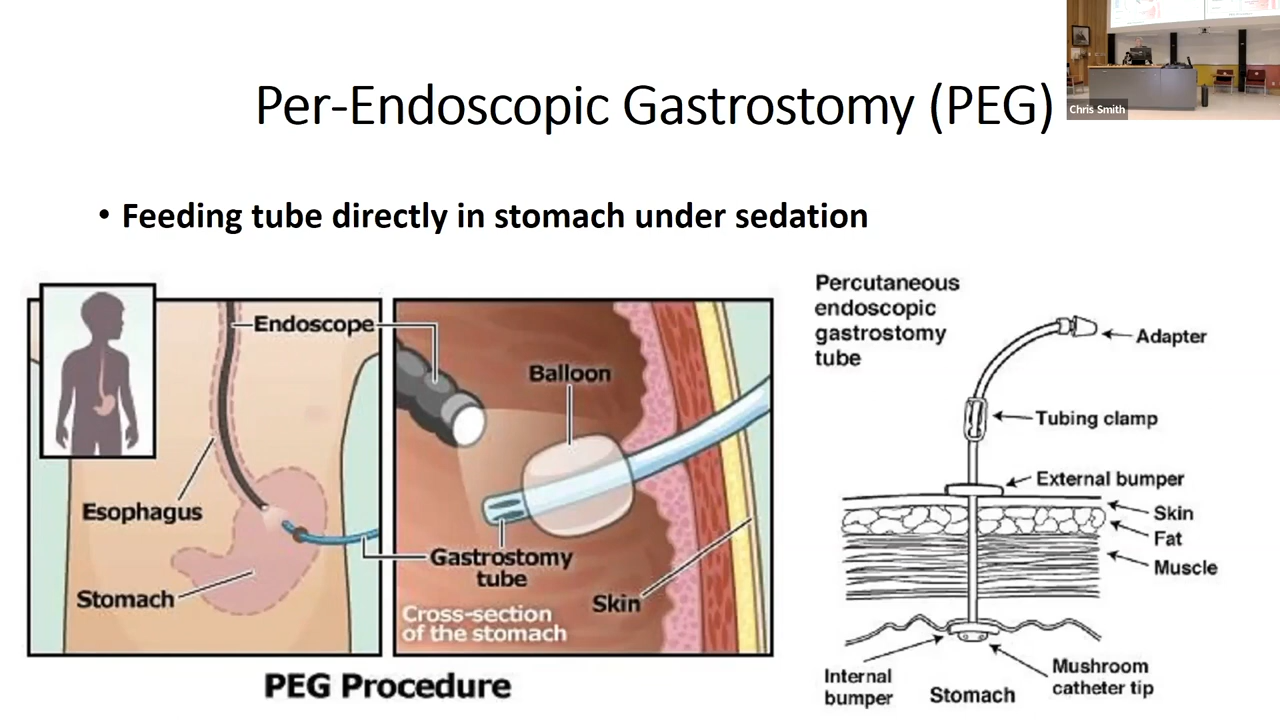 Per-Endoscopic Gastrostomy (PEG)
Chris Smith
• Feeding tube directly in stomach under sedation
Endoscope
Esophagus
Stomach
Balloon
Gastrostomy
tube
Skin
Cross-section
of the stomach
PEG Procedure
Percutaneous
endoscopic
gastrostomy
tube
Adapter
Tubing clamp
External bumper
Skin
Fat
Muscle
Internal
bumper
Stomach
Mushroom
catheter tip